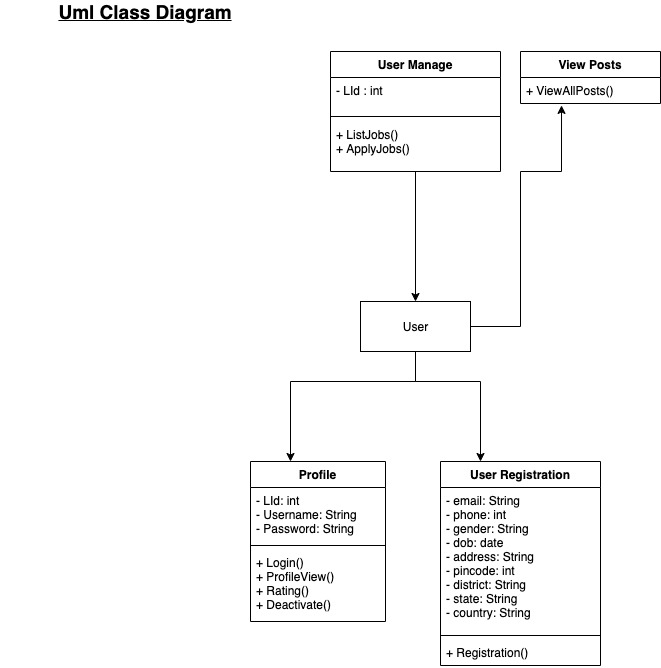 Uml Class Diagram
User Manage
- LId : int
+ ListJobs()
+ ApplyJobs()
View Posts
+ ViewAllPosts()
User
Profile
- LId: int
- Username: String
- Password: String
+ Login()
+ ProfileView()
+ Rating()
+ Deactivate()
User Registration
- email: String
- phone: int
- gender: String
- dob: date
- address: String
- pincode: int
- district: String
- state: String
- country: String
+ Registration()